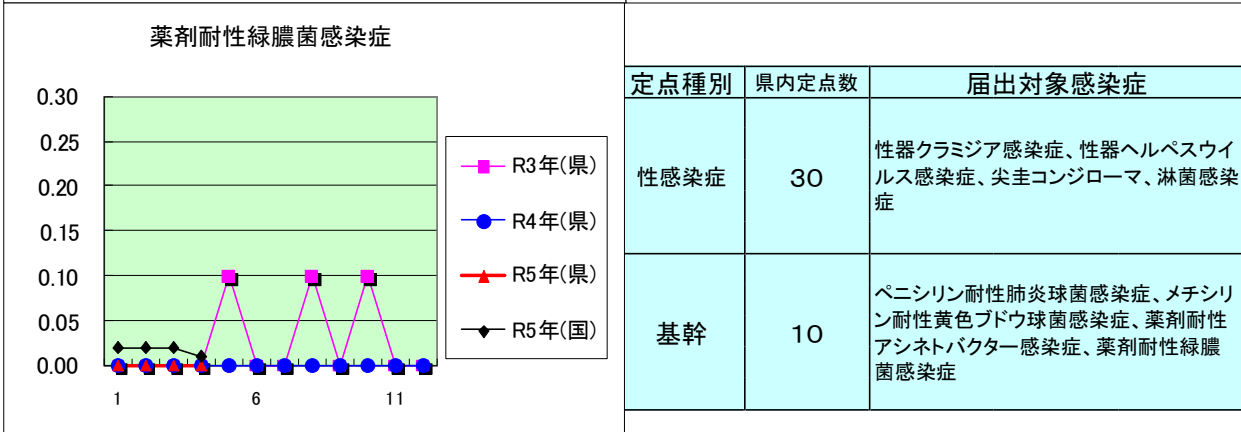 薬剤耐性緑膿菌感染症
0.30
0.25
0.20
0.15
0.10
0.05
0.00
1
6
11
R3年(県)
R4年(県)
R5年(県)
R5年(国)
定点種別 県内定点数 届出対象感染症
性感染症 30 性器クラミジア感染症、性器ヘルペスウイ
ルス感染症、尖圭コンジローマ、淋菌感染
症
基幹 10 ペニシリン耐性肺炎球菌感染症、メチシリ
ン耐性黄色ブドウ球菌感染症、薬剤耐性
アシネトバクター感染症、薬剤耐性緑膿
菌感染症